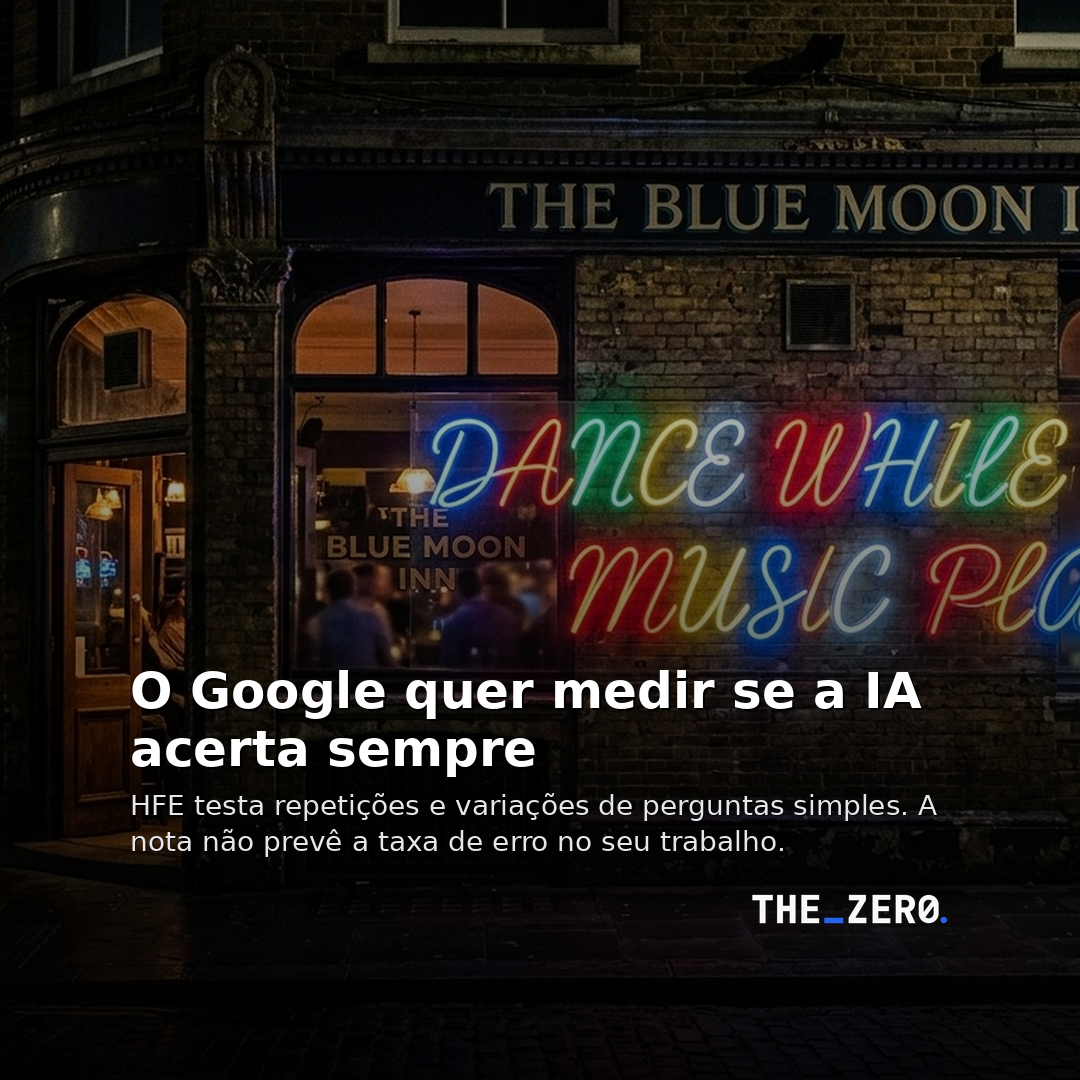 THE BLUE MOON
DANCE WHILE
MUSIC
THE
BLUE MOON
INN
O Google quer medir se a IA
acerta sempre
HFE testa repetições e variações de perguntas simples. A
nota não prevê a taxa de erro no seu trabalho.
THE_ZERO.